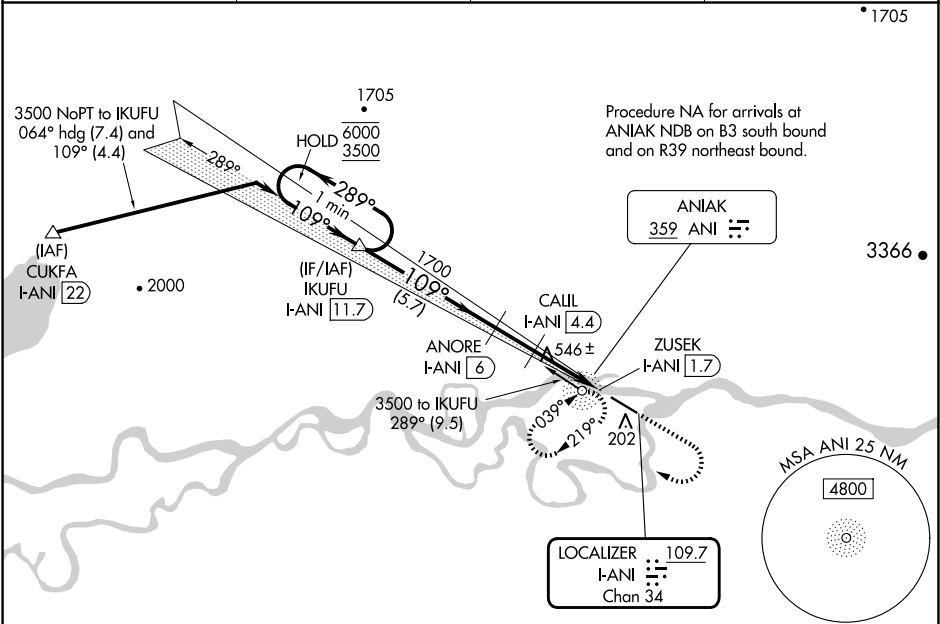 1705
3500 NoPT to IKUFU
064° hdg (7.4) and
109° (4.4)
1705
HOLD 6000
3500
Procedure NA for arrivals at
ANIAK NDB on B3 south bound
and on R39 northeast bound.
289°
289°
1 min
109°
(IAF)
CUKFA
I-ANI 22
2000
(IF/IAF)
IKUFU
I-ANI 11.7
1700
109°
(5.7)
ANIAK
359 ANI
3366
CALIL
I-ANI 4.4
546 ±
ANORE
I-ANI 6
ZUSEK
I-ANI 1.7
3500 to IKUFU
289° (9.5)
039°
219°
202
MSA ANI 25 NM
4800
LOCALIZER 109.7
I-ANI
Chan 34